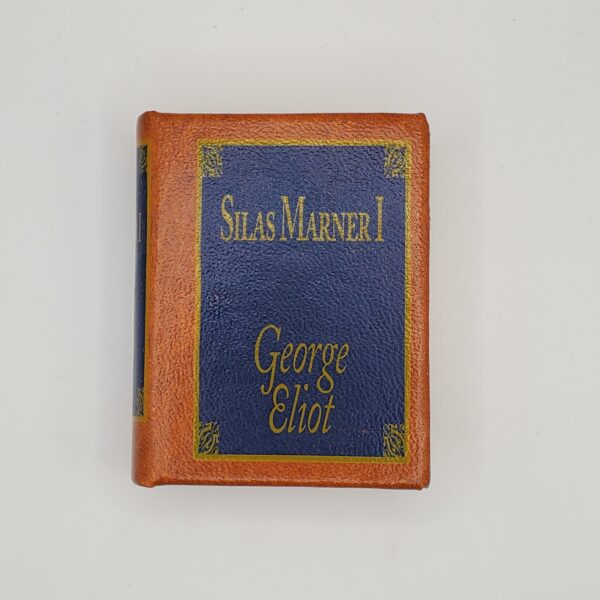 SILAS MARNER I
George
Eliot
I